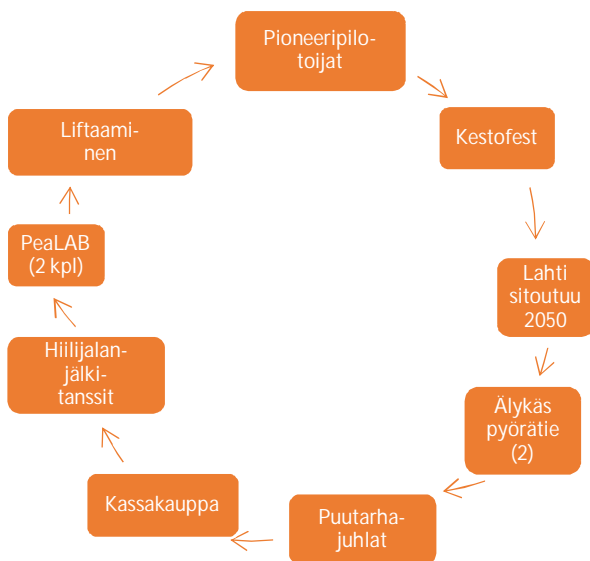 Pioneeripilo-
toijat
Kestofest
Lahti
sitoutuu
2050
Älykäs
pyörätie
(2)
Puutarha-
juhlat
Kassakauppa
Hiilijalan-
jälki-
tanssit
PeaLAB
(2 kpl)
Liftaami-
nen